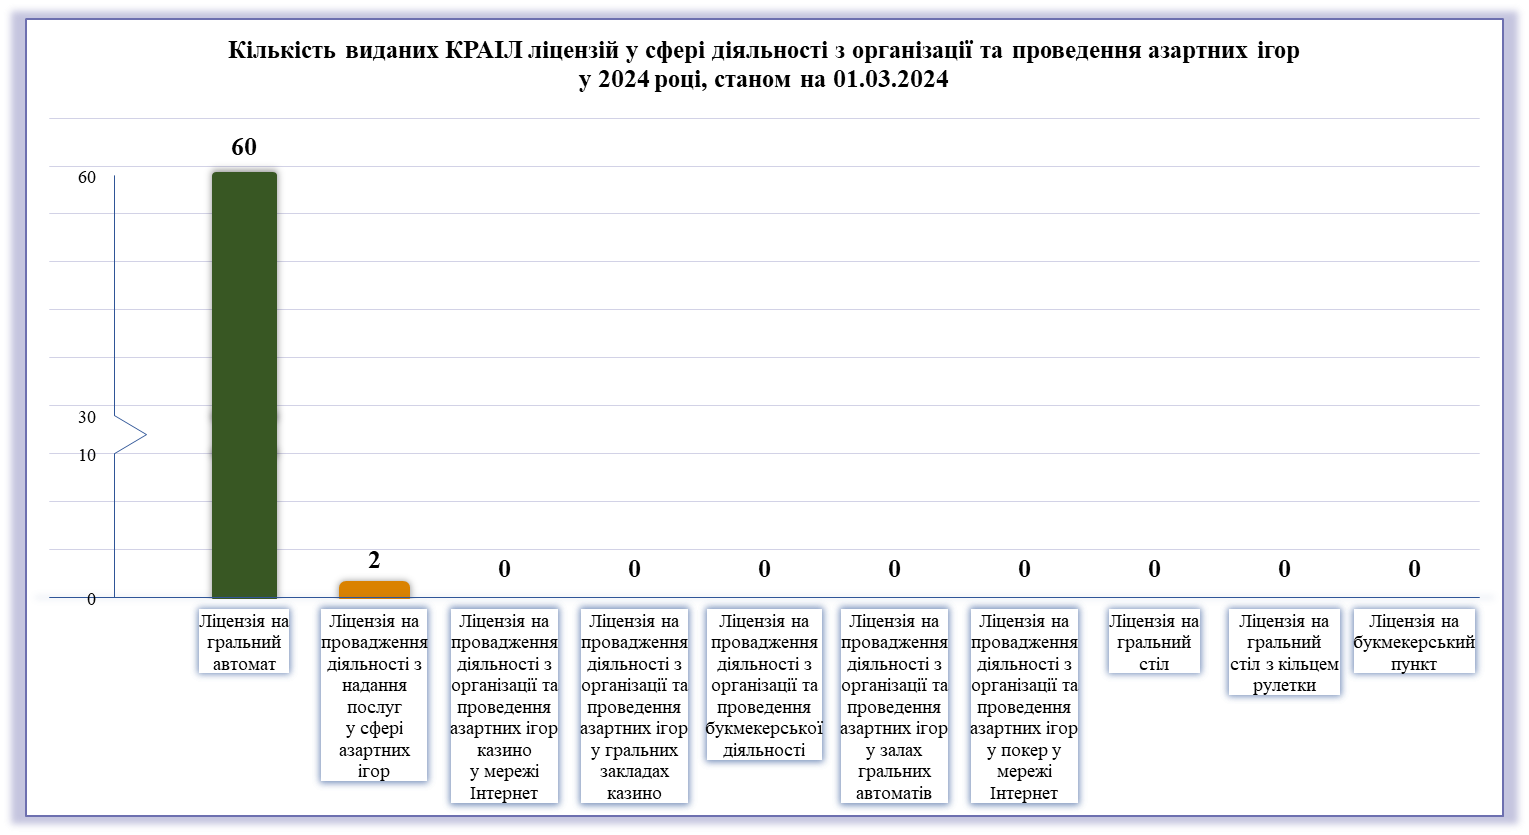 Кількість виданих КРАІЛ ліцензій у сфері діяльності з організації та проведення азартних ігор
у 2024 році, станом на 01.03.2024
60
60
30
10
0
2
0
0
0
0
0
0
0
0
Ліцензія на
гральний
автомат
Ліцензія на
провадження
діяльності з
надання
послуг
у сфері
азартних
ігор
Ліцензія на
провадження
діяльності з
організації та
проведення
азартних ігор
казино
у мережі
Інтернет
Ліцензія на
провадження
діяльності з
організації та
проведення
азартних ігор
у гральних
закладах
казино
Ліцензія на
провадження
діяльності з
організації та
проведення
букмекерської
діяльності
Ліцензія на
провадження
діяльності з
організації та
проведення
азартних ігор
у залах
гральних
автоматів
Ліцензія на
провадження
діяльності з
організації та
проведення
азартних ігор
у покер у
мережі
Інтернет
Ліцензія на
гральний
стіл
Ліцензія на
гральний
стіл з кільцем
рулетки
Ліцензія на
букмекерський
пункт